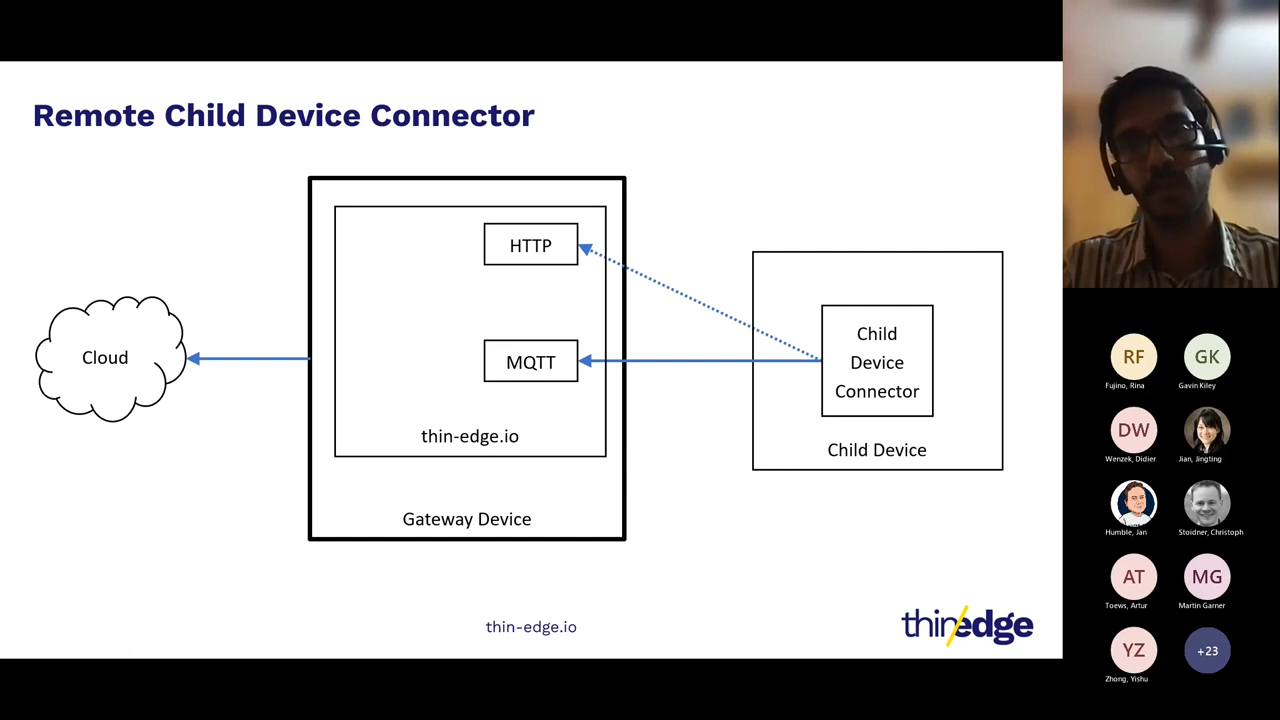 Remote Child Device Connector
HTTP
MQTT
thin-edge.io
Gateway Device
Cloud
Child
Device
Connector
Child Device
thin-edge.io
thin/edge
RF
Fujino, Rina
GK
Gavin Kiley
DW
Wenzek, Didier
Jian, Jingting
Humble, Jan
Stoidner, Christoph
AT
Toews, Artur
MG
Martin Garner
YZ
Zhong, Yishu
+23